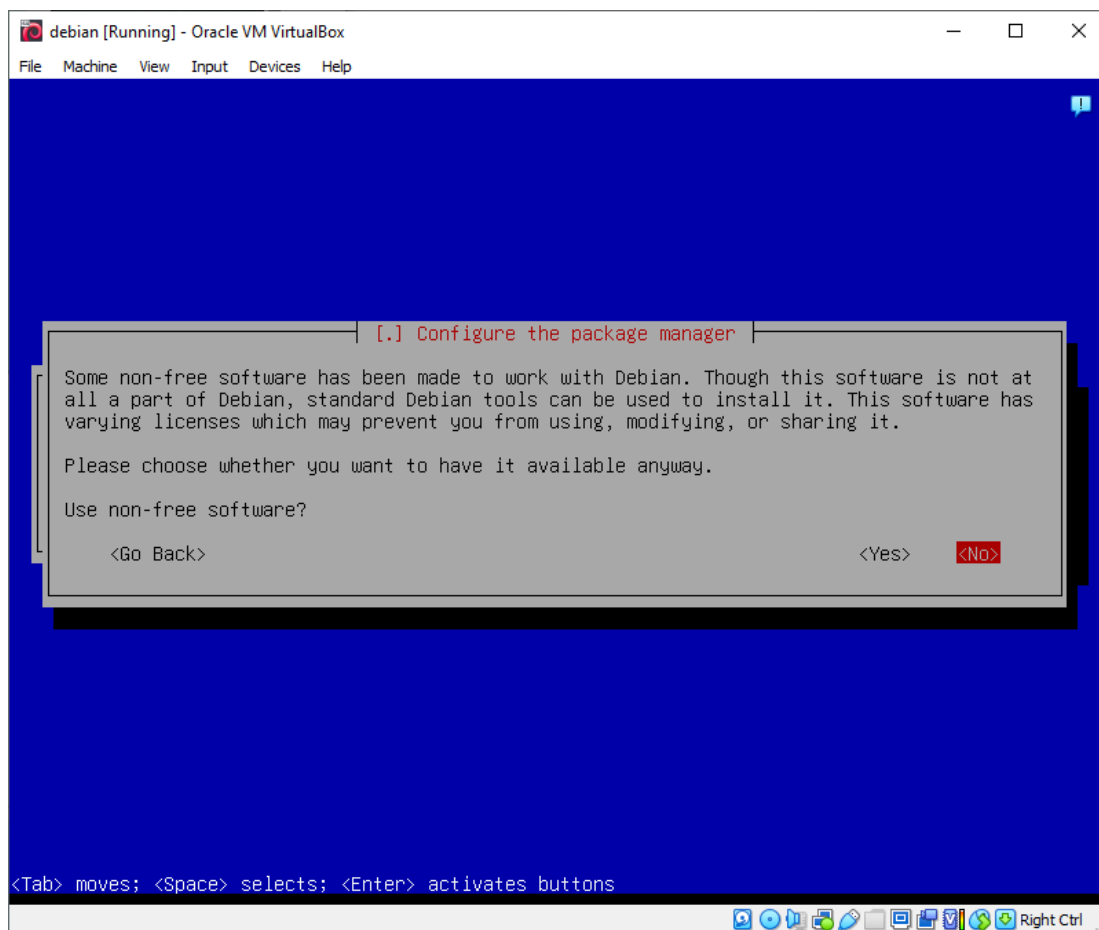 debian [Running] - Oracle VM VirtualBox
File Machine View Input Devices Help
[.] Configure the package manager
Some non-free software has been made to work with Debian. Though this software is not at
all a part of Debian, standard Debian tools can be used to install it. This software has
varying licenses which may prevent you from using, modifying, or sharing it.
Please choose whether you want to have it available anyway.
Use non-free software?
<Go Back> <Yes> <No>
<Tab> moves; <Space> selects; <Enter> activates buttons
Right Ctrl